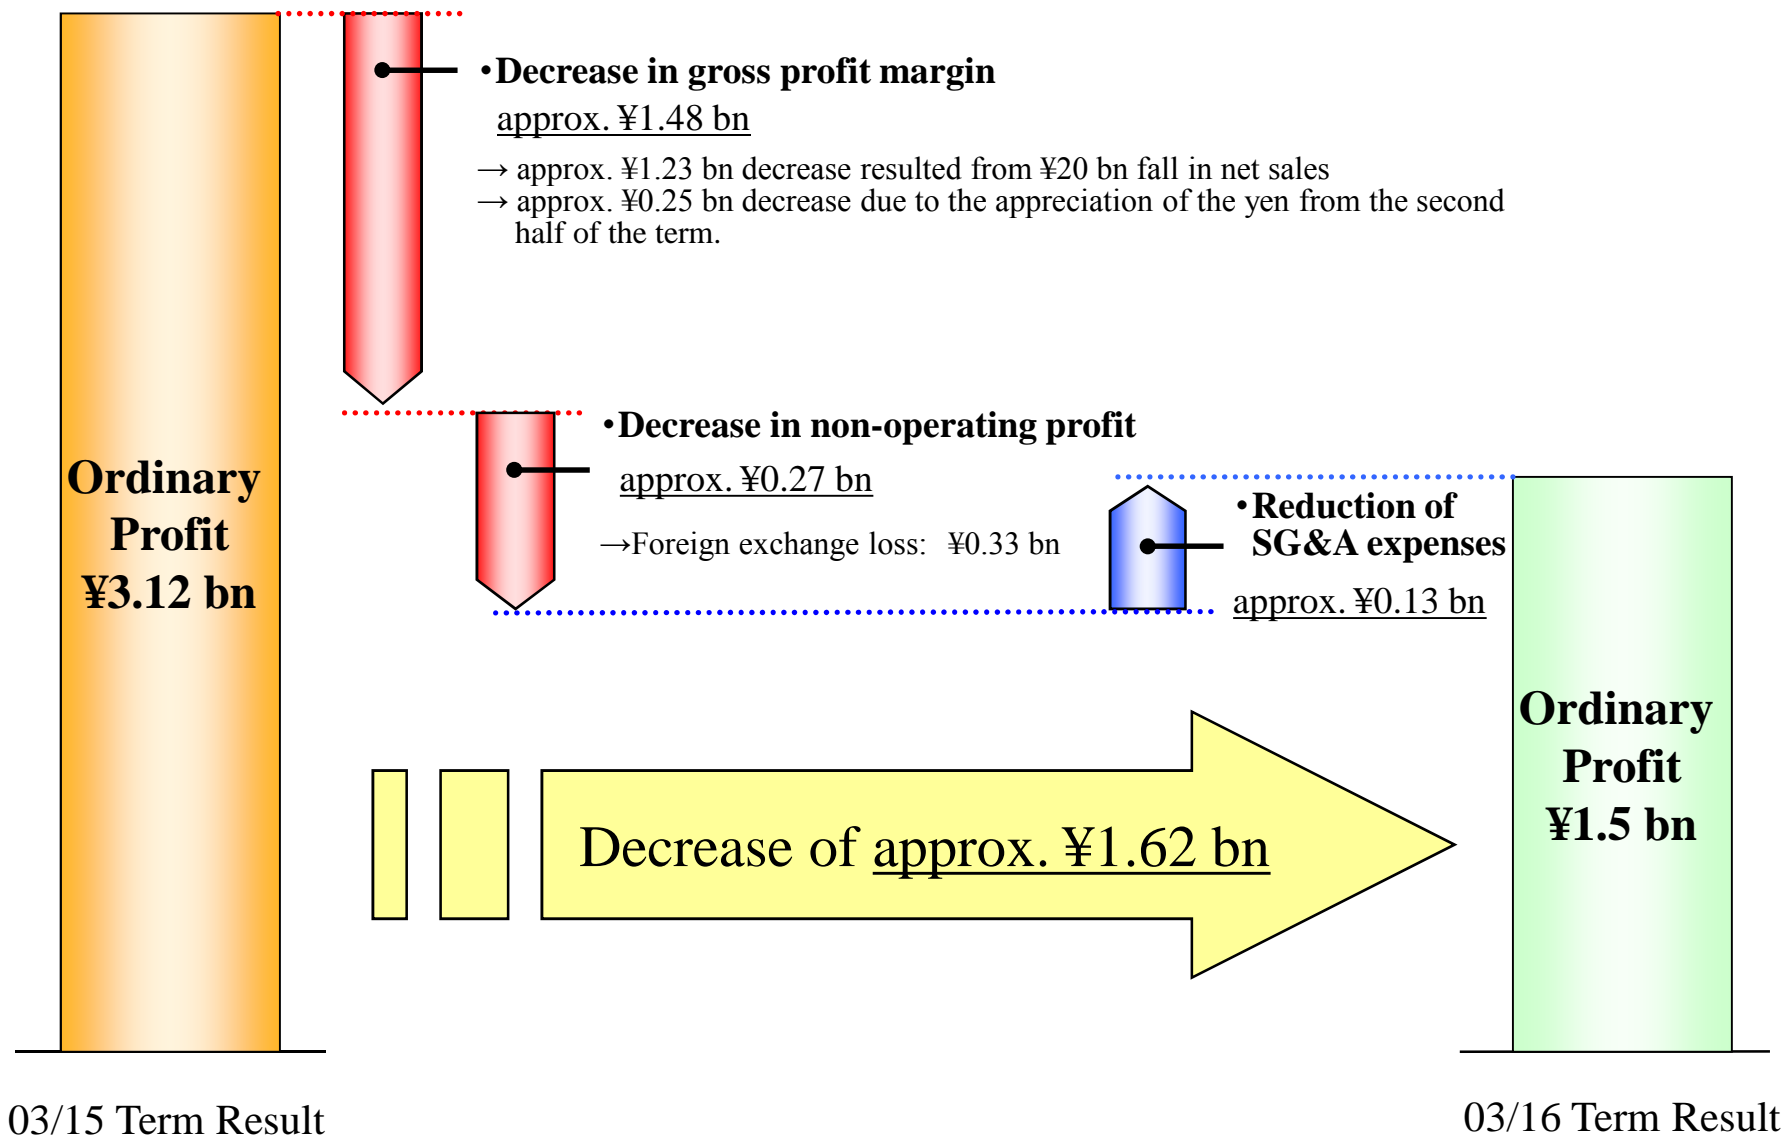 ・Decrease in gross profit margin
approx. ¥1.48 bn
→ approx. ¥1.23 bn decrease resulted from ¥20 bn fall in net sales
→ approx. ¥0.25 bn decrease due to the appreciation of the yen from the second
half of the term.
・Decrease in non-operating profit
approx. ¥0.27 bn
→Foreign exchange loss: ¥0.33 bn
・Reduction of
SG&A expenses
approx. ¥0.13 bn
Ordinary
Profit
¥3.12 bn
Decrease of approx. ¥1.62 bn
Ordinary
Profit
¥1.5 bn
03/15 Term Result
03/16 Term Result